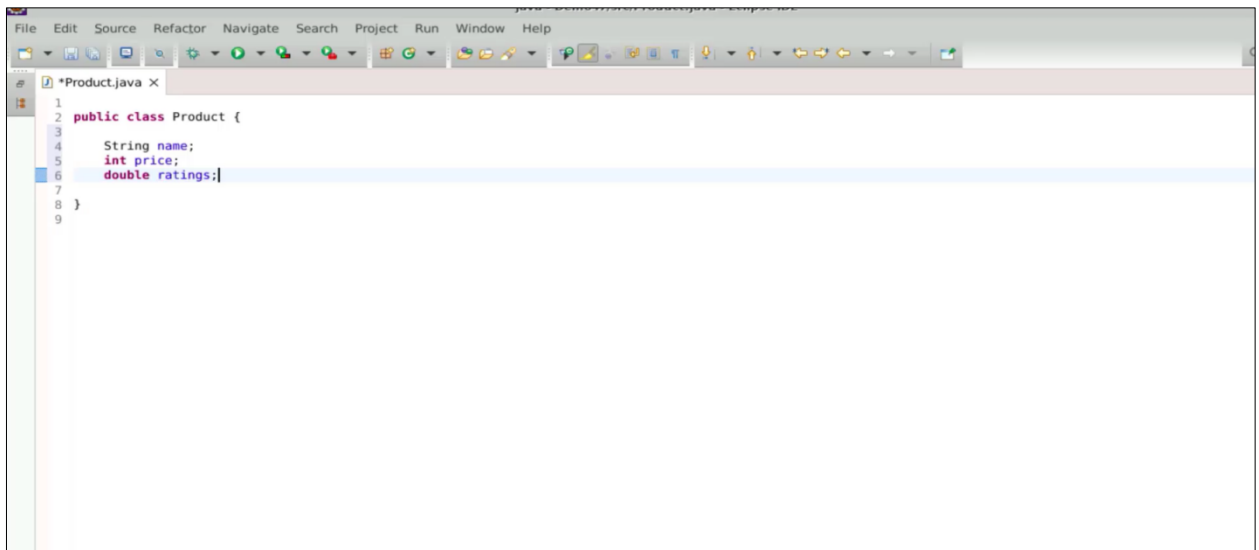 File Edit Source Refactor Navigate Search Project Run Window Help
*Product.java
1
2 public class Product {
3
4 String name;
5 int price;
6 double ratings;
7
8 }
9